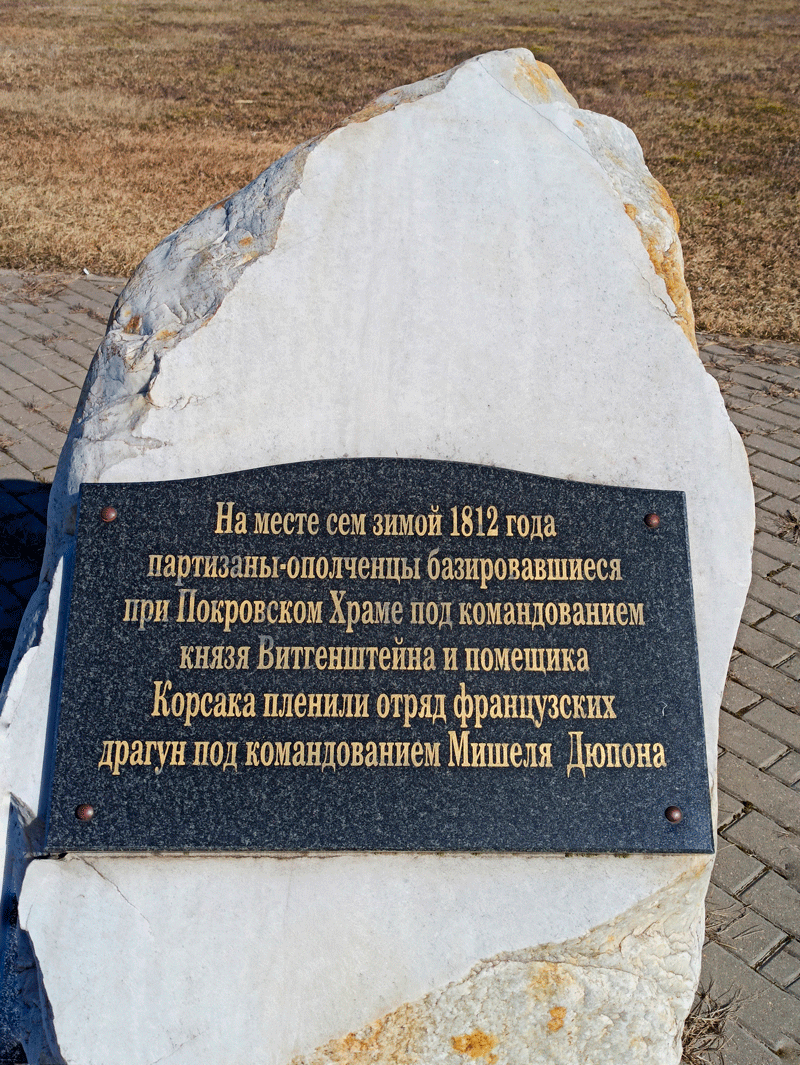 На месте сем зимой 1812 года
партизаны-ополченцы базировавшиеся
при Покровском Храме под командованием
князя Витгенштейна и помещика
Корсака пленили отряд французских
драгун под командованием Мишеля Дюпона